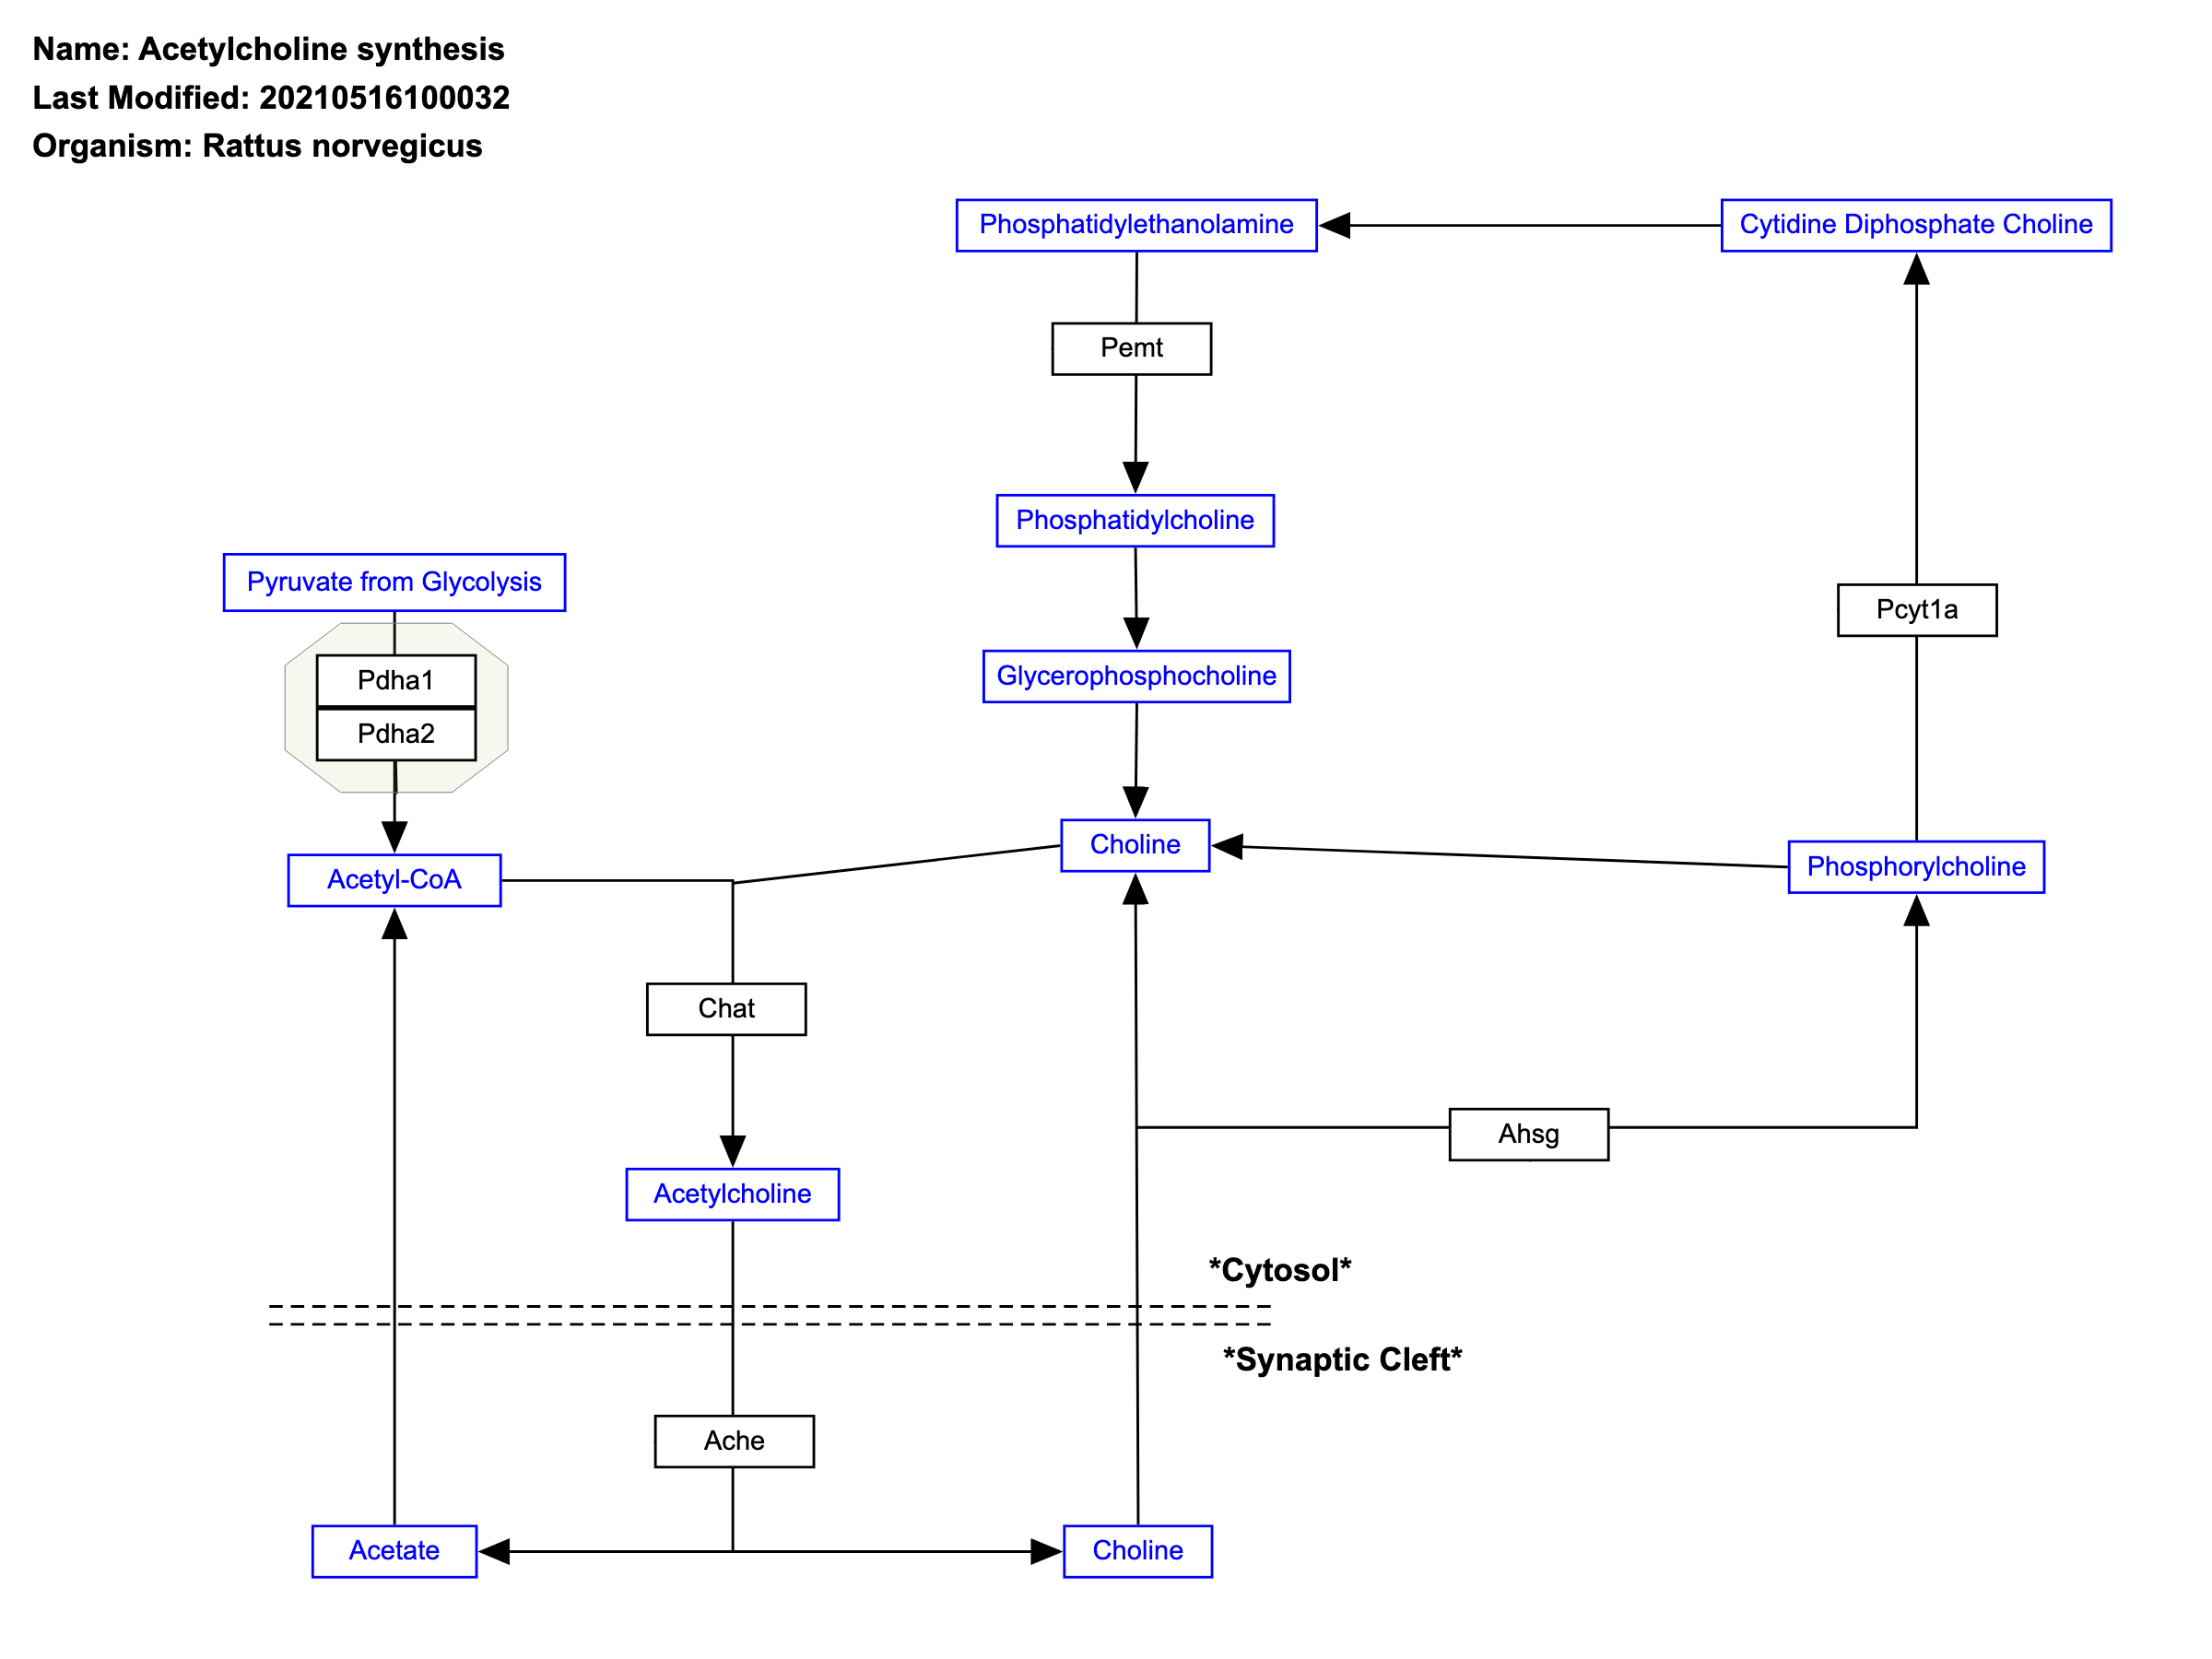 Name: Acetylcholine synthesis
Last Modified: 20210516100032
Organism: Rattus norvegicus
Phosphatidylethanolamine
Cytidine Diphosphate Choline
Pemt
Phosphatidylcholine
Pyruvate from Glycolysis
Pcyt1a
Glycerophosphocholine
Pdha1
Pdha2
Choline
Phosphorylcholine
Acetyl-CoA
Chat
Ahsg
Acetylcholine
*Cytosol*
*Synaptic Cleft*
Ache
Acetate
Choline